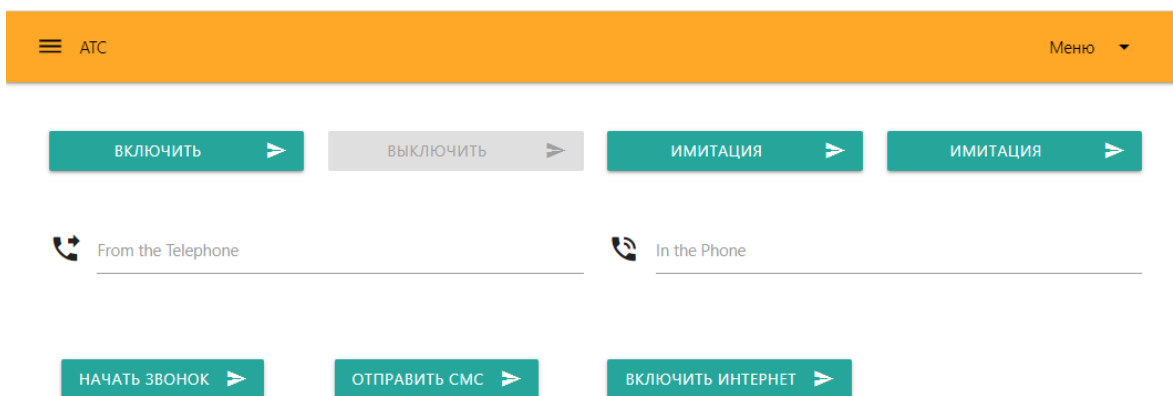 АТС
Меню
ВКЛЮЧИТЬ
ВЫКЛЮЧИТЬ
ИМИТАЦИЯ
ИМИТАЦИЯ
From the Telephone
In the Phone
НАЧАТЬ ЗВОНОК
ОТПРАВИТЬ СМС
ВКЛЮЧИТЬ ИНТЕРНЕТ